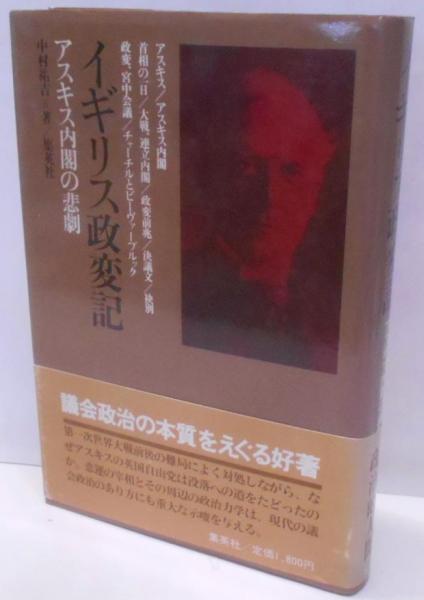 アスキス/アスキス内閣
首相の一日/大戦、連立内閣/政変前兆/決議文/訣別
政変、宮中会議/チャーチルとビーヴァーブルック
イギリス政変記
アスキス内閣の悲劇
中村祐吉=著/集英社
議会政治の本質をえぐる好著
第一次世界大戦前後の難局によく対処しながら、な
ぜアスキスの英国自由党は没落への道をたどったの
か。悲運の宰相とその周辺の政治力学は、現代の議
会政治のあり方にも重大な示唆を与える。
集英社/定価1,800円